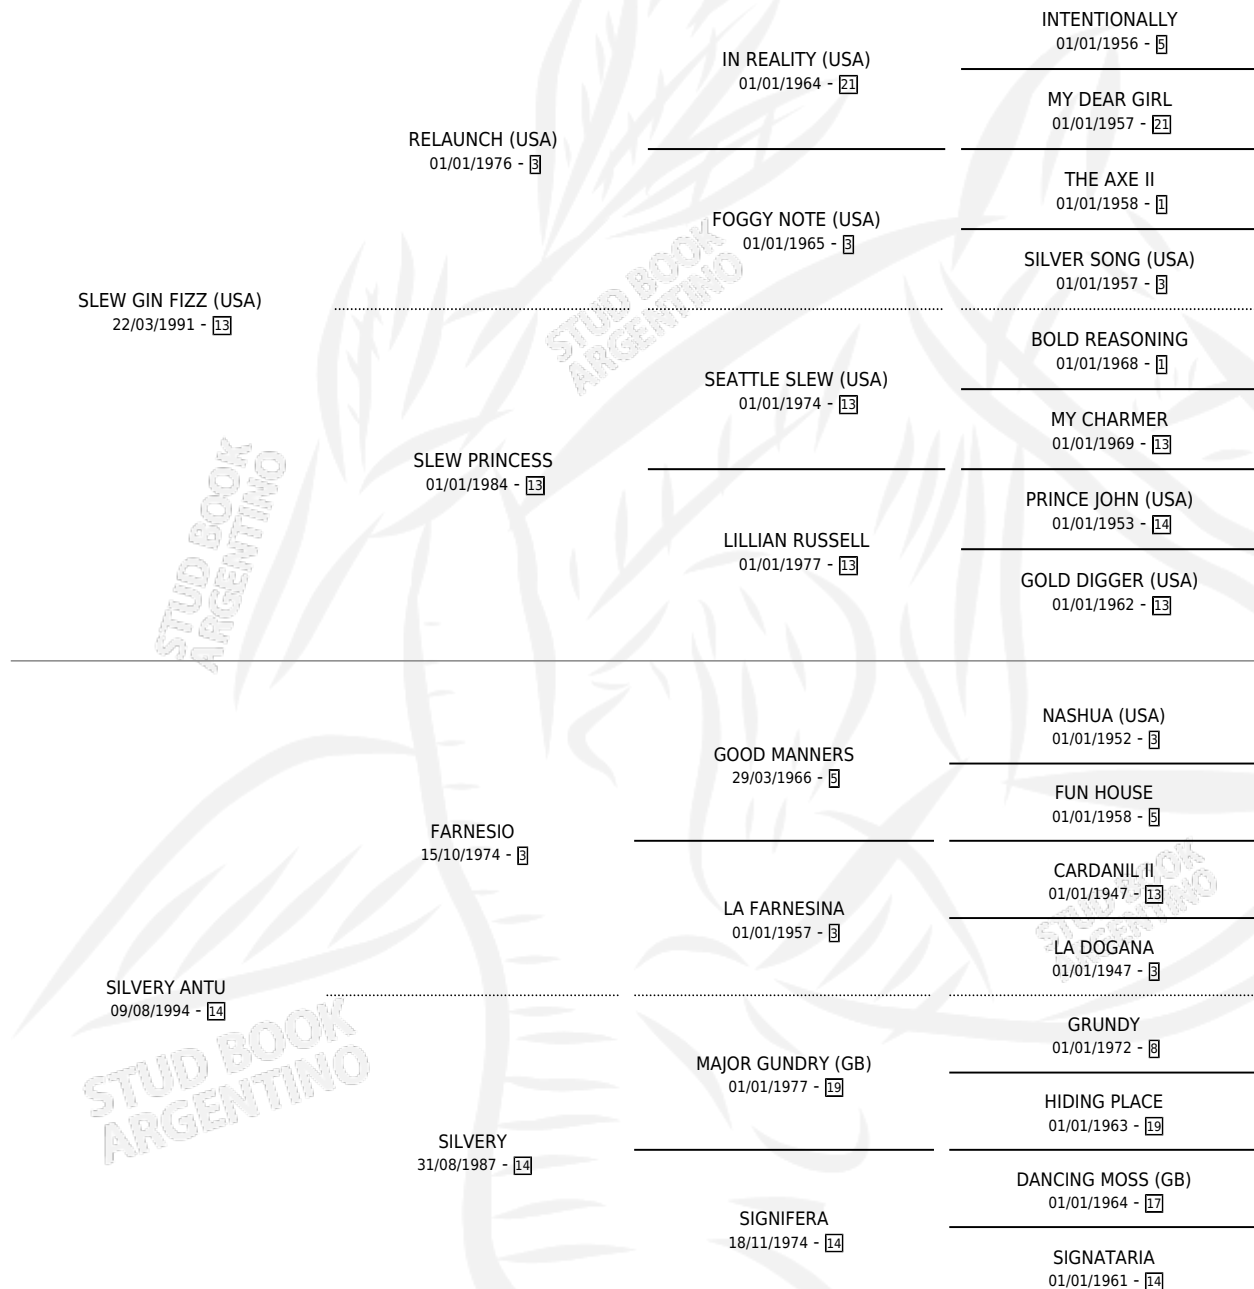 INTENTIONALLY
01/01/1956 - 5
IN REALITY (USA)
01/01/1964 - 21
MY DEAR GIRL
01/01/1957 - 21
RELAUNCH (USA)
01/01/1976 - 3
THE AXE II
01/01/1958 - 1
FOGGY NOTE (USA)
01/01/1965 - 3
SILVER SONG (USA)
01/01/1957 - 3
SLEW GIN FIZZ (USA)
22/03/1991 - 13
BOLD REASONING
01/01/1968 - 1
SEATTLE SLEW (USA)
01/01/1974 - 13
MY CHARMER
01/01/1969 - 13
SLEW PRINCESS
01/01/1984 - 13
PRINCE JOHN (USA)
01/01/1953 - 14
LILLIAN RUSSELL
01/01/1977 - 13
GOLD DIGGER (USA)
01/01/1962 - 13
NASHUA (USA)
01/01/1952 - 3
GOOD MANNERS
29/03/1966 - 5
FUN HOUSE
01/01/1958 - 5
FARNESIO
15/10/1974 - 3
CARDANIL II
01/01/1947 - 13
LA FARNESINA
01/01/1957 - 3
LA DOGANA
01/01/1947 - 3
SILVERY ANTU
09/08/1994 - 14
GRUNDY
01/01/1972 - 8
MAJOR GUNDRY (GB)
01/01/1977 - 19
HIDING PLACE
01/01/1963 - 19
SILVERY
31/08/1987 - 14
DANCING MOSS (GB)
01/01/1964 - 17
SIGNIFERA
18/11/1974 - 14
SIGNATARIA
01/01/1961 - 14
STUD BOOK
ARGENTINO
STUD BOOK
ARGENTINO
STUD BOOK
ARGENTINO
STUD BOOK
ARGENTINO